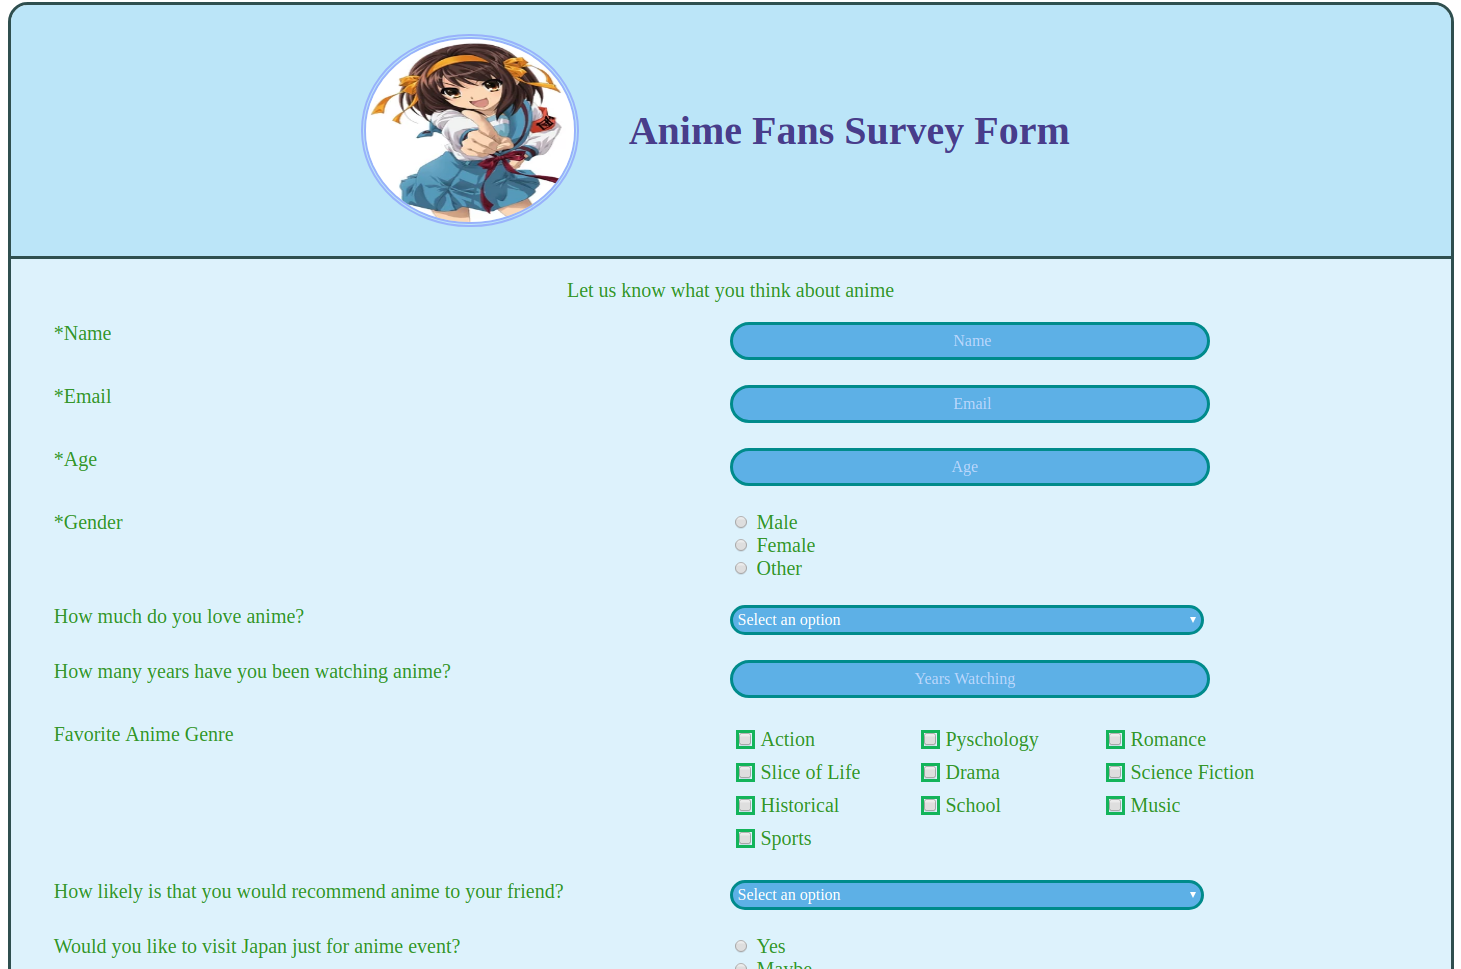 Anime Fans Survey Form
Let us know what you think about anime
*Name
Name
*Email
Email
*Age
Age
*Gender
Male
Female
Other
How much do you love anime?
Select an option
How many years have you been watching anime?
Years Watching
Favorite Anime Genre
Action Pyschology Romance
Slice of Life Drama Science Fiction
Historical School Music
Sports
How likely is that you would recommend anime to your friend?
Select an option
Would you like to visit Japan just for anime event?
Yes
Maybe